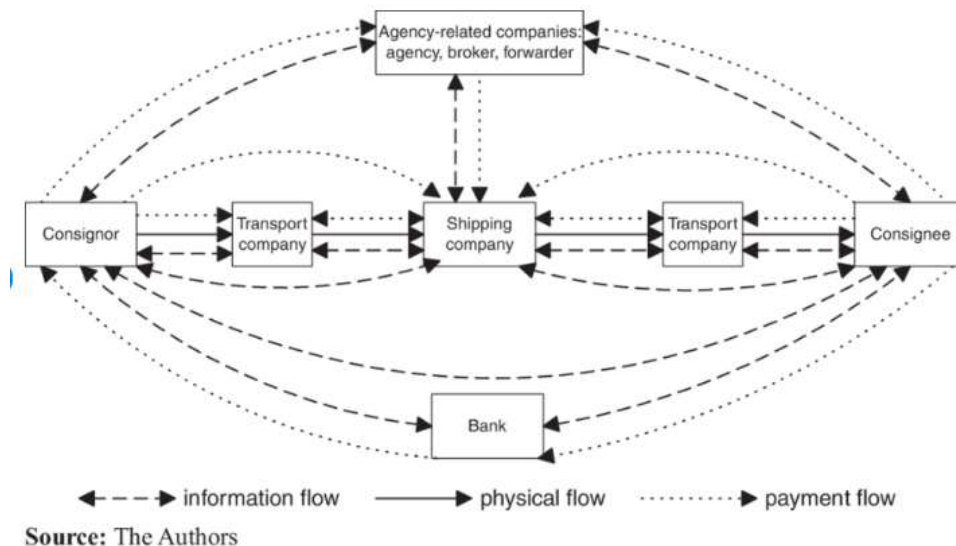 Agency-related companies:
agency, broker, forwarder
Consignor
Transport
company
Shipping
company
Transport
company
Consignee
Bank
information flow
physical flow
payment flow
Source: The Authors